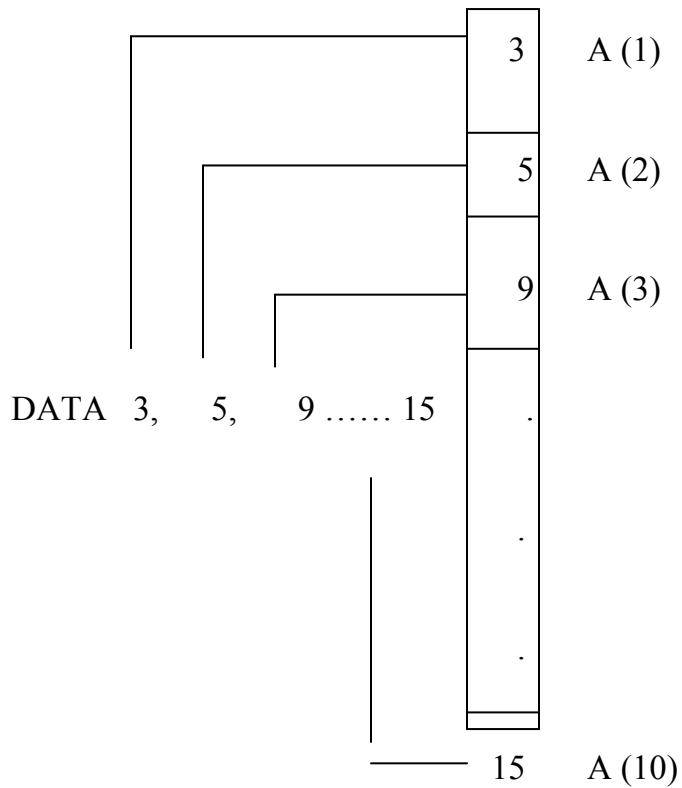 3 A (1)
5 A (2)
9 A (3)
DATA 3, 5, 9 …… 15 .
.
.
15 A (10)